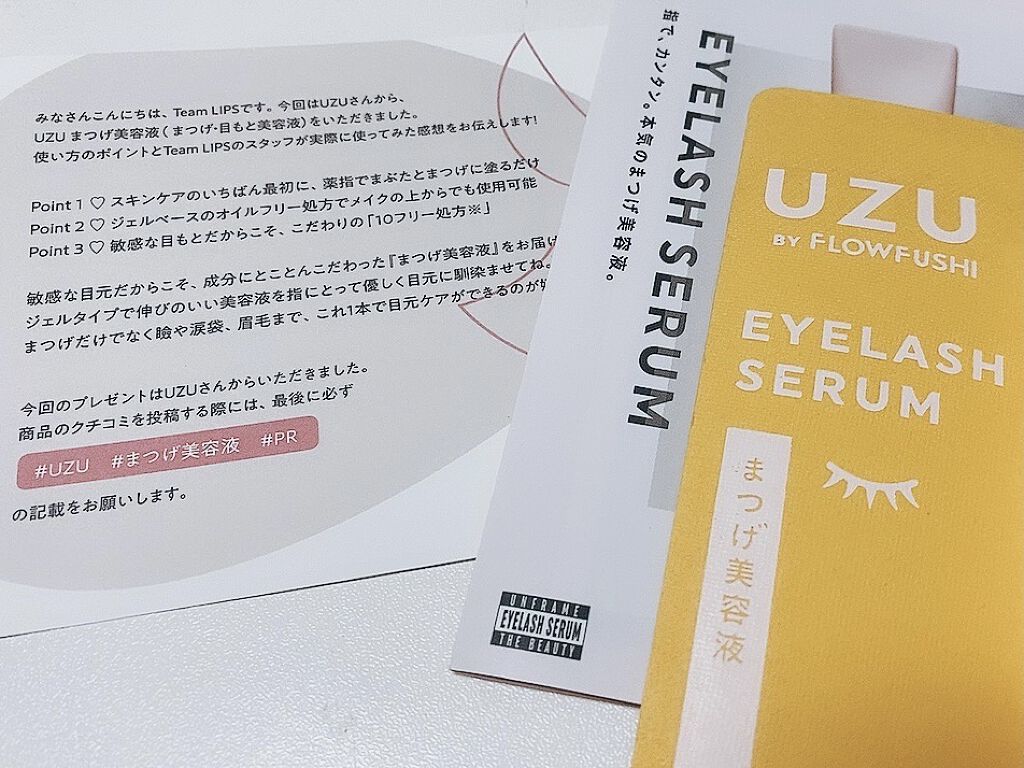 みなさんこんにちは、Team LIPSです。今回はUZUさんから、
UZU まつげ美容液(まつげ・目もと美容液)をいただきました。
使い方のポイントとTeam LIPSのスタッフが実際に使ってみた感想をお伝えします!
Point 1 ♡ スキンケアのいちばん最初に、薬指でまぶたとまつげに塗るだけ
Point 2 ♡ ジェルベースのオイルフリー処方でメイクの上からでも使用可能
Point 3 ♡ 敏感な目もとだからこそ、こだわりの「10フリー処方※」
敏感な目元だからこそ、成分にとことんこだわった『まつげ美容液』をお届け
ジェルタイプで伸びのいい美容液を指にとって優しく目元に馴染ませてね。
まつげだけでなく瞼や涙袋、眉毛まで、これ1本で目元ケアができるのが
今回のプレゼントはUZUさんからいただきました。
商品のクチコミを投稿する際には、最後に必ず
#UZU #まつげ美容液 #PR
の記載をお願いします。
指で、カンタン。本気のまつげ美容液。
EYELASH SERUM
UNFRAME
EYELASH SERUM
THE BEAUTY
UZU
BY FLOWFUSHI
EYELASH
SERUM
まつげ美容液